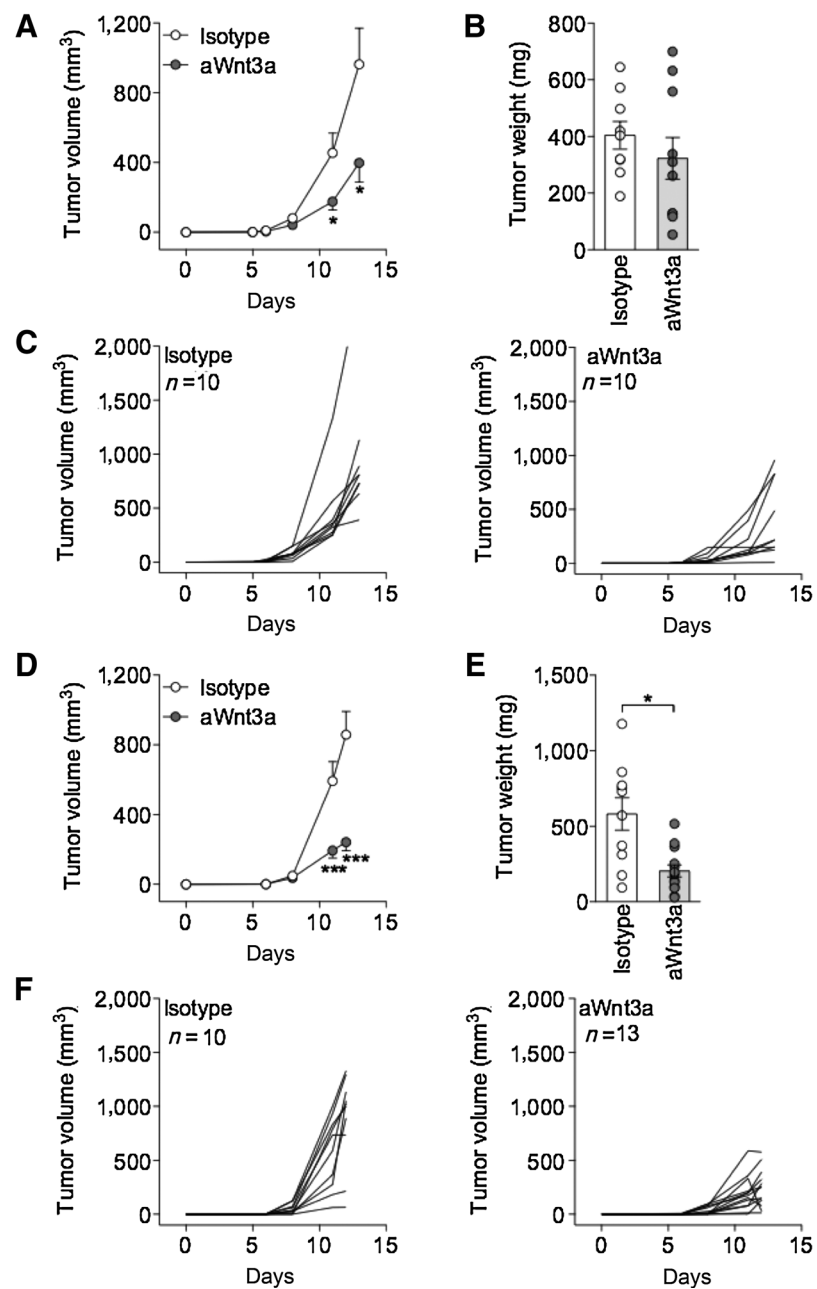 A
Tumor volume (mm³)
1,200
800
400
0
Isotype
aWnt3a
*
*
0 5 10 15
Days
B
Tumor weight (mg)
800
600
400
200
0
Isotype
aWnt3a
C
Tumor volume (mm³)
2,000
1,500
1,000
500
0
Isotype
n =10
0 5 10 15
Days
Tumor volume (mm³)
2,000
1,500
1,000
500
0
aWnt3a
n =10
0 5 10 15
Days
D
Tumor volume (mm³)
1,200
800
400
0
Isotype
aWnt3a
***
***
0 5 10 15
Days
E
Tumor weight (mg)
1,500
1,000
500
0
*
Isotype
aWnt3a
F
Tumor volume (mm³)
2,000
1,500
1,000
500
0
Isotype
n = 10
0 5 10 15
Days
Tumor volume (mm³)
2,000
1,500
1,000
500
0
aWnt3a
n =13
0 5 10 15
Days